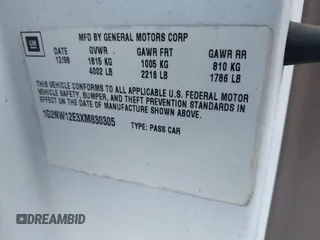 GM
MFD BY GENERAL MOTORS CORP
DATE GVWR GAWR FRT GAWR RR
12/98 1815 KG 1005 KG 810 KG
4002 LB 2216 LB 1786 LB
THIS VEHICLE CONFORMS TO ALL APPLICABLE U.S. FEDERAL MOTOR
VEHICLE SAFETY, BUMPER, AND THEFT PREVENTION STANDARDS IN
EFFECT ON THE DATE OF MANUFACTURE SHOWN ABOVE.
1G2NW12E3XM830305 TYPE: PASS CAR
DREAMBID